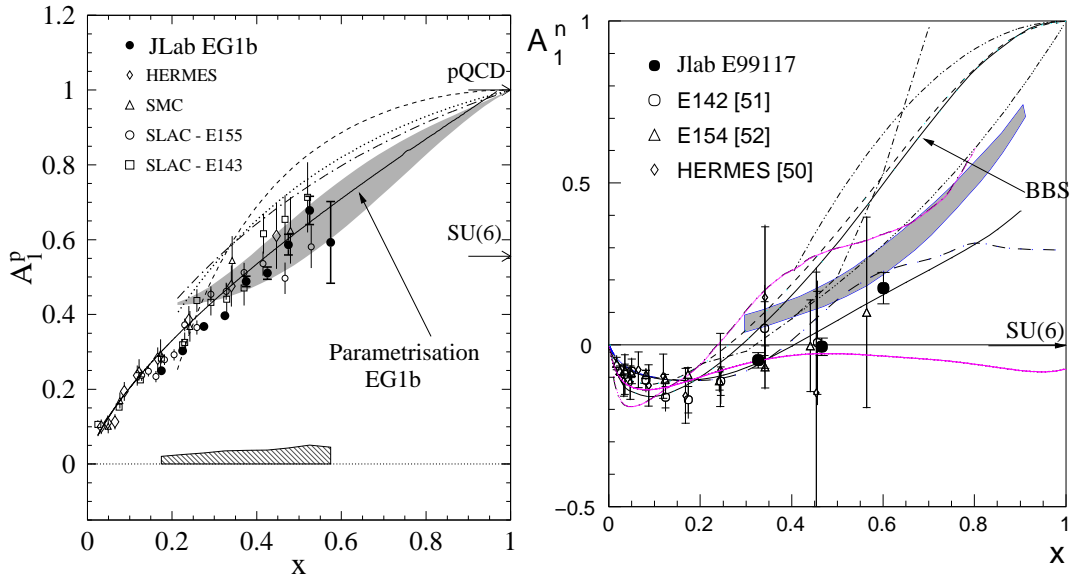 1.2
1
0.8
0.6
0.4
0.2
0
A₁ᵖ
JLab EG1b
HERMES
SMC
SLAC - E155
SLAC - E143
pQCD
SU(6)
Parametrisation
EG1b
0 0.2 0.4 0.6 0.8 1
x
1
0.5
0
−0.5
A₁ⁿ
Jlab E99117
E142 [51]
E154 [52]
HERMES [50]
BBS
SU(6)
0 0.2 0.4 0.6 0.8 1
x